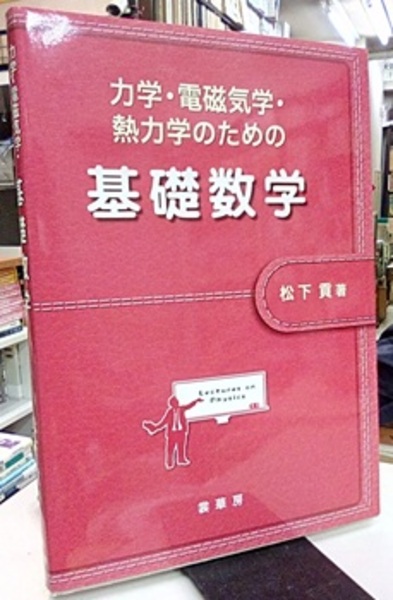 力学・電磁気学・
熱力学のための
基礎数学
松下 貢 著
Lectures on
Physics
裳華房